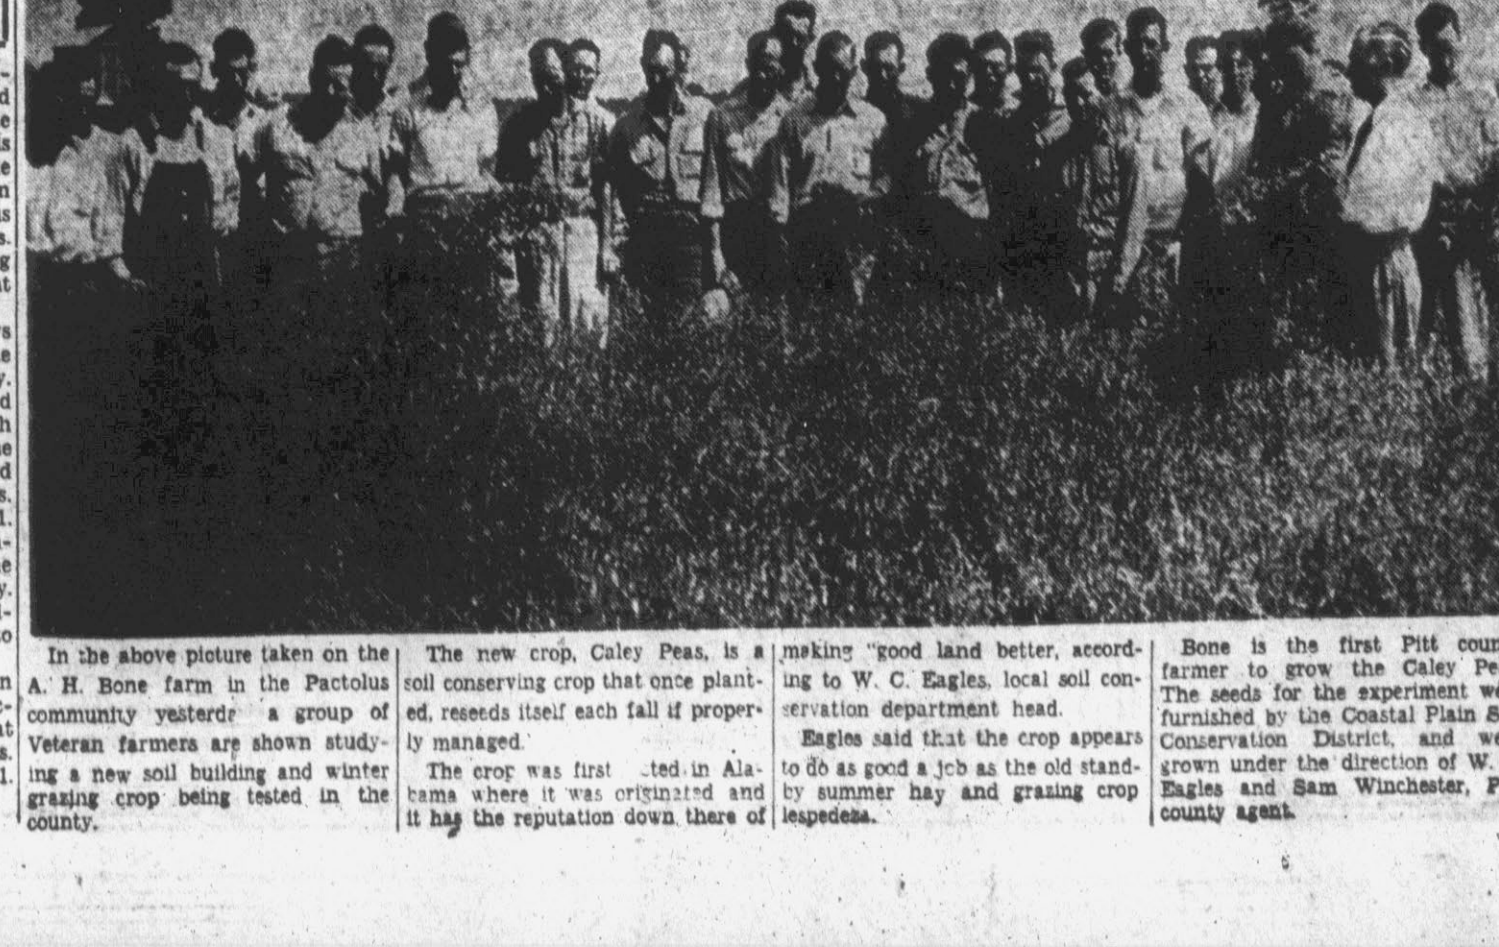 In the above picture taken on the
A. H. Bone farm in the Pactolus
community a group of
Veteran farmers are shown study-
ing a new soil building and winter
grazing crop being tested in the
county.
The new crop, Caley Peas, is a
soil conserving crop that once plant-
ed, reseeds itself each fall if proper-
ly managed.
The crop was first in Ala-
bama where it was originated and
it has the reputation down there of
making "good land better, accord-
ing to W. C. Eagles, local soil con-
servation department head.
Eagles said that the crop appears
to do as good a job as the old stand-
by summer hay and grazing crop
lespedeza.
Bone is the first Pitt
farmer to grow the Caley
The seeds for the experiment
furnished by the Coastal Plain
Conservation District, and
grown under the direction of W.
Eagles and Sam Winchester,
county agent.